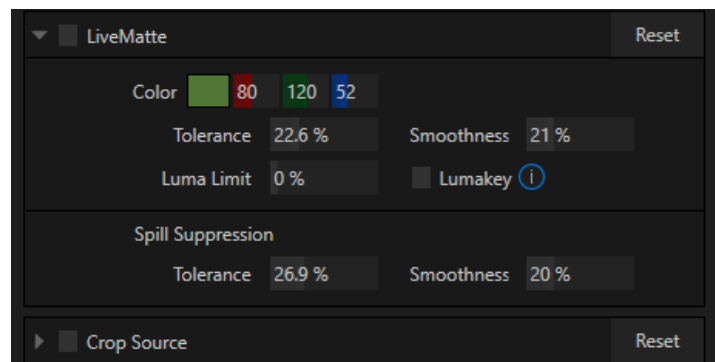 LiveMatte Reset
Color 80 120 52
Tolerance 22.6 % Smoothness 21 %
Luma Limit 0 % Lumakey i
Spill Suppression
Tolerance 26.9 % Smoothness 20 %
Crop Source Reset